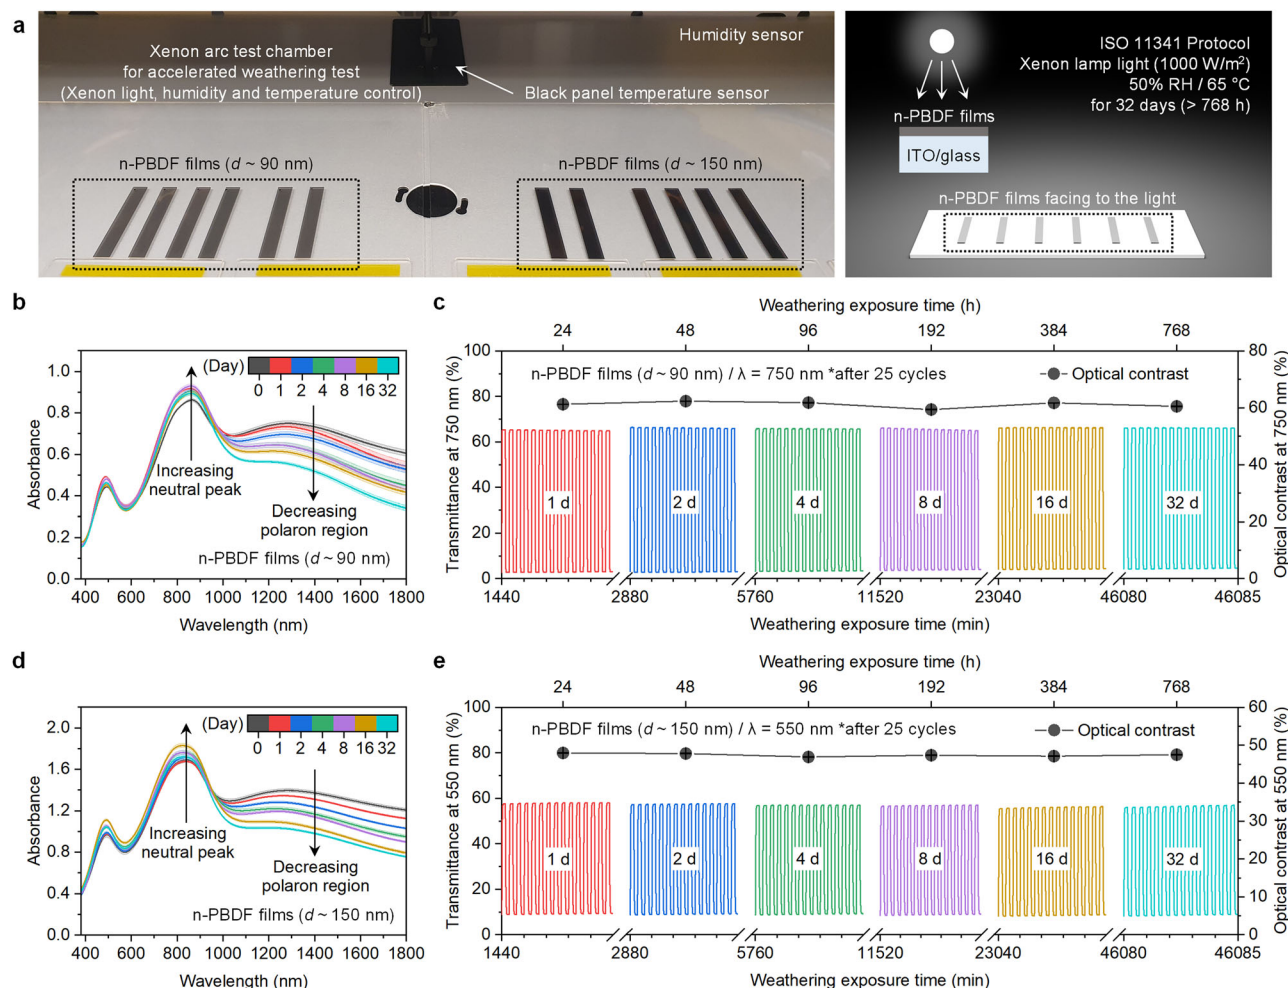 a
Xenon arc test chamber
for accelerated weathering test
(Xenon light, humidity and temperature control)
Humidity sensor
Black panel temperature sensor
n-PBDF films (d ~ 90 nm)
n-PBDF films (d ~ 150 nm)
ISO 11341 Protocol
Xenon lamp light (1000 W/m²)
50% RH / 65 °C
for 32 days (> 768 h)
n-PBDF films
ITO/glass
n-PBDF films facing to the light
b
(Day)
0 1 2 4 8 16 32
Increasing
neutral peak
Decreasing
polaron region
n-PBDF films (d ~ 90 nm)
Absorbance
1.0
0.8
0.6
0.4
0.2
0.0
400 600 800 1000 1200 1400 1600 1800
Wavelength (nm)
c
Weathering exposure time (h)
24 48 96 192 384 768
n-PBDF films (d ~ 90 nm) / λ = 750 nm *after 25 cycles
Optical contrast
Transmittance at 750 nm (%)
100
80
60
40
20
0
1 d 2 d 4 d 8 d 16 d 32 d
Optical contrast at 750 nm (%)
80
60
40
20
0
1440 2880 5760 11520 23040 46080 46085
Weathering exposure time (min)
d
(Day)
0 1 2 4 8 16 32
Increasing
neutral peak
Decreasing
polaron region
n-PBDF films (d ~ 150 nm)
Absorbance
2.0
1.6
1.2
0.8
0.4
0.0
400 600 800 1000 1200 1400 1600 1800
Wavelength (nm)
e
Weathering exposure time (h)
24 48 96 192 384 768
n-PBDF films (d ~ 150 nm) / λ = 550 nm *after 25 cycles
Optical contrast
Transmittance at 550 nm (%)
100
80
60
40
20
0
1 d 2 d 4 d 8 d 16 d 32 d
Optical contrast at 550 nm (%)
60
50
40
30
20
10
0
1440 2880 5760 11520 23040 46080 46085
Weathering exposure time (min)